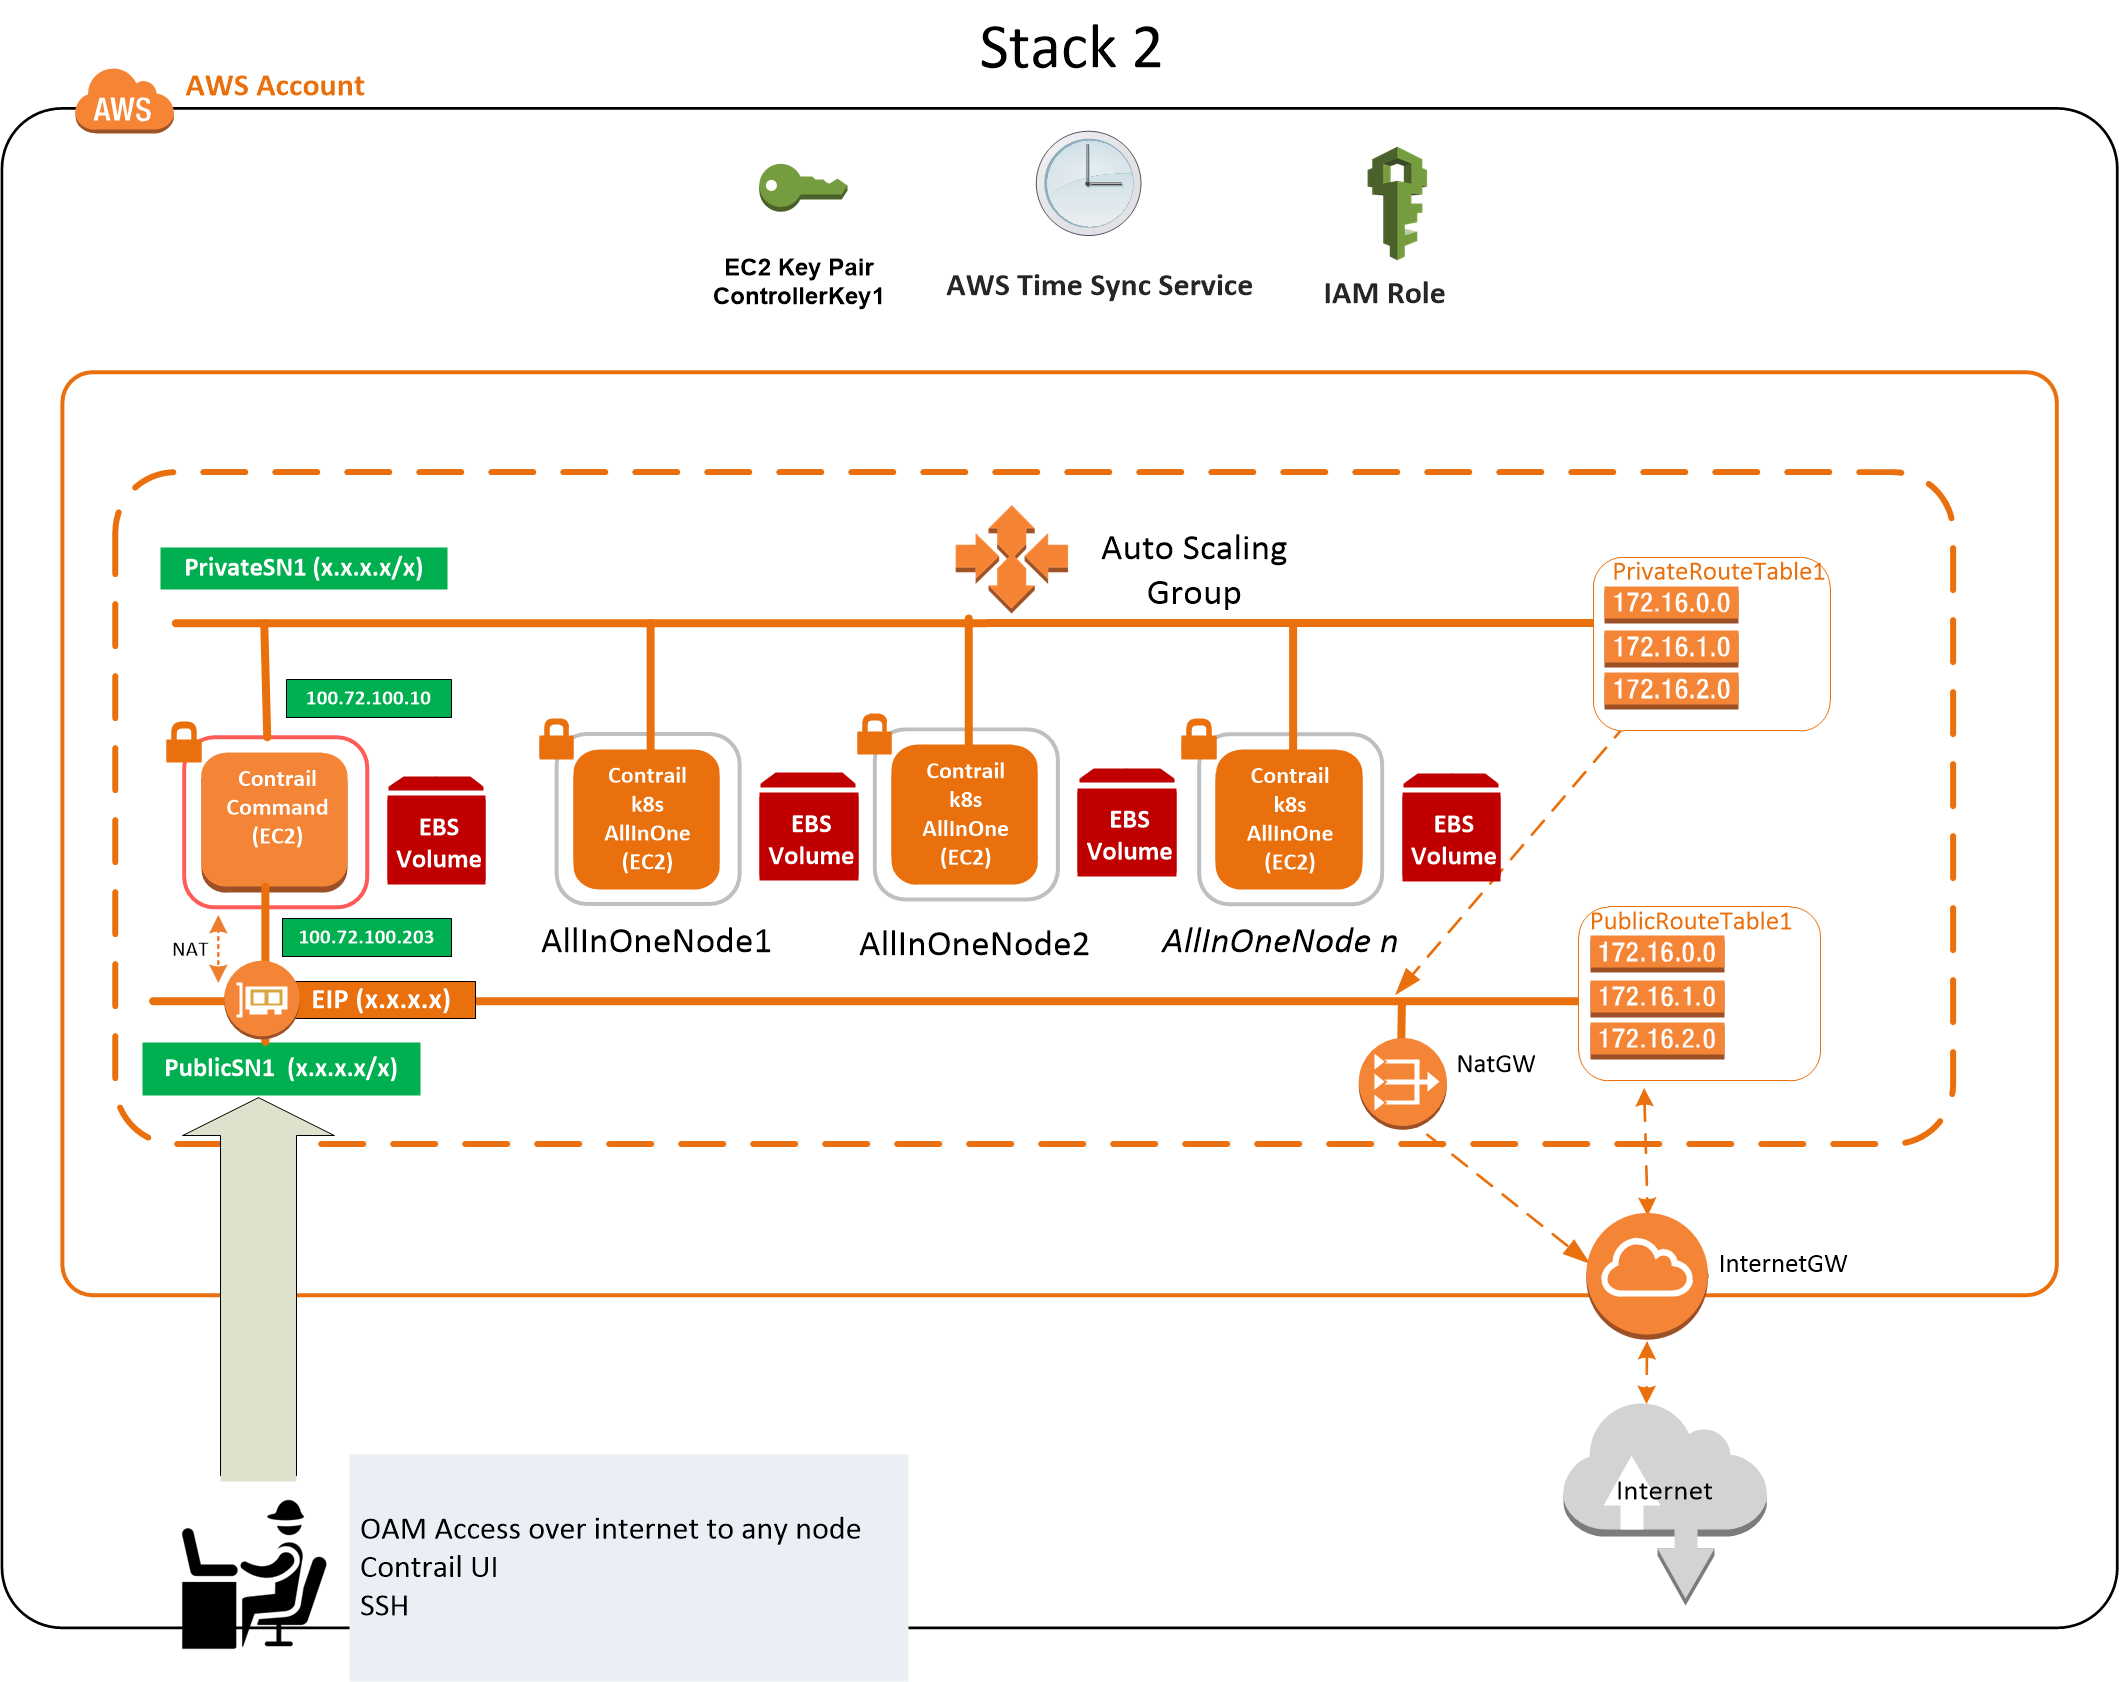 Stack 2
AWS
AWS Account
EC2 Key Pair
ControllerKey1
AWS Time Sync Service
IAM Role
PrivateSN1 (x.x.x.x/x)
Auto Scaling
Group
PrivateRouteTable1
172.16.0.0
172.16.1.0
172.16.2.0
100.72.100.10
Contrail
Command
(EC2)
EBS
Volume
Contrail
k8s
AllInOne
(EC2)
EBS
Volume
Contrail
k8s
AllInOne
(EC2)
EBS
Volume
Contrail
k8s
AllInOne
(EC2)
EBS
Volume
NAT
100.72.100.203
AllInOneNode1
AllInOneNode2
AllInOneNode n
PublicRouteTable1
172.16.0.0
172.16.1.0
172.16.2.0
EIP (x.x.x.x)
PublicSN1  (x.x.x.x/x)
NatGW
InternetGW
Internet
OAM Access over internet to any node
Contrail UI
SSH